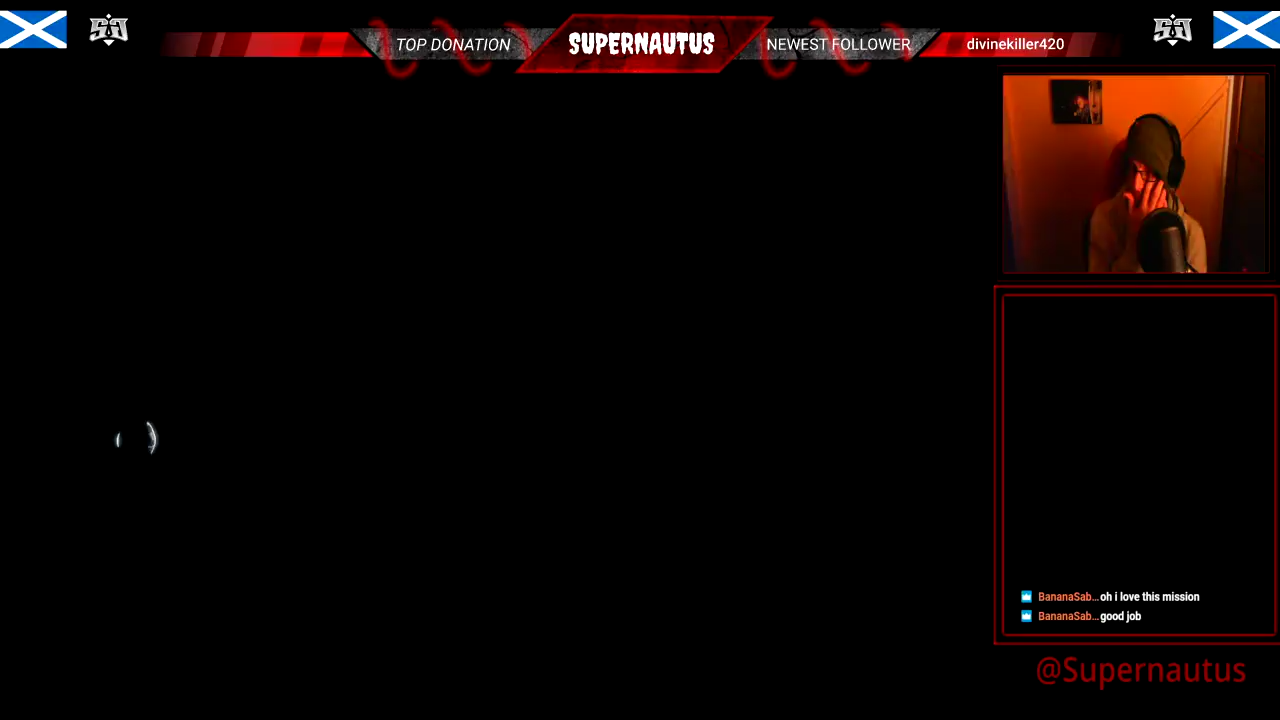 TOP DONATION
SUPERNAUTUS
NEWEST FOLLOWER
divinekiller420
BananaSab... oh i love this mission
BananaSab... good job
@Supernautus